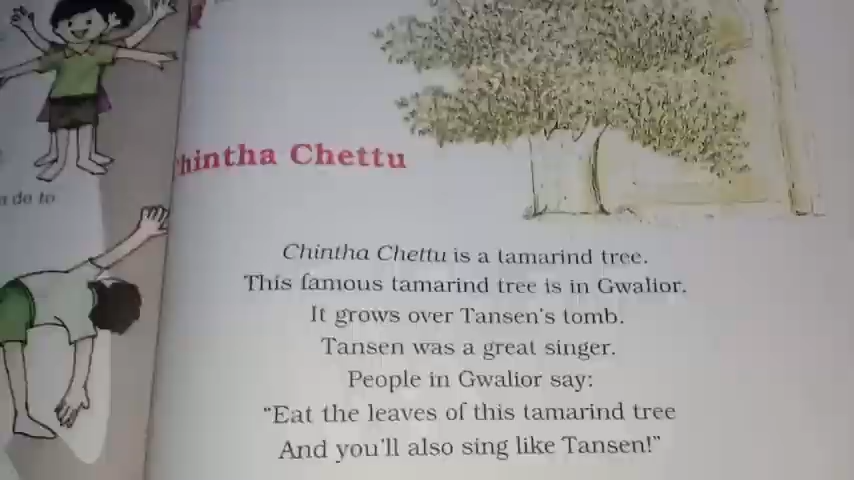 hintha Chettu
do to
Chintha Chettu is a tamarind tree.
This famous tamarind tree is in Gwalior.
It grows over Tansen's tomb.
Tansen was a great singer.
People in Gwalior say:
"Eat the leaves of this tamarind tree
And you'll also sing like Tansen!"